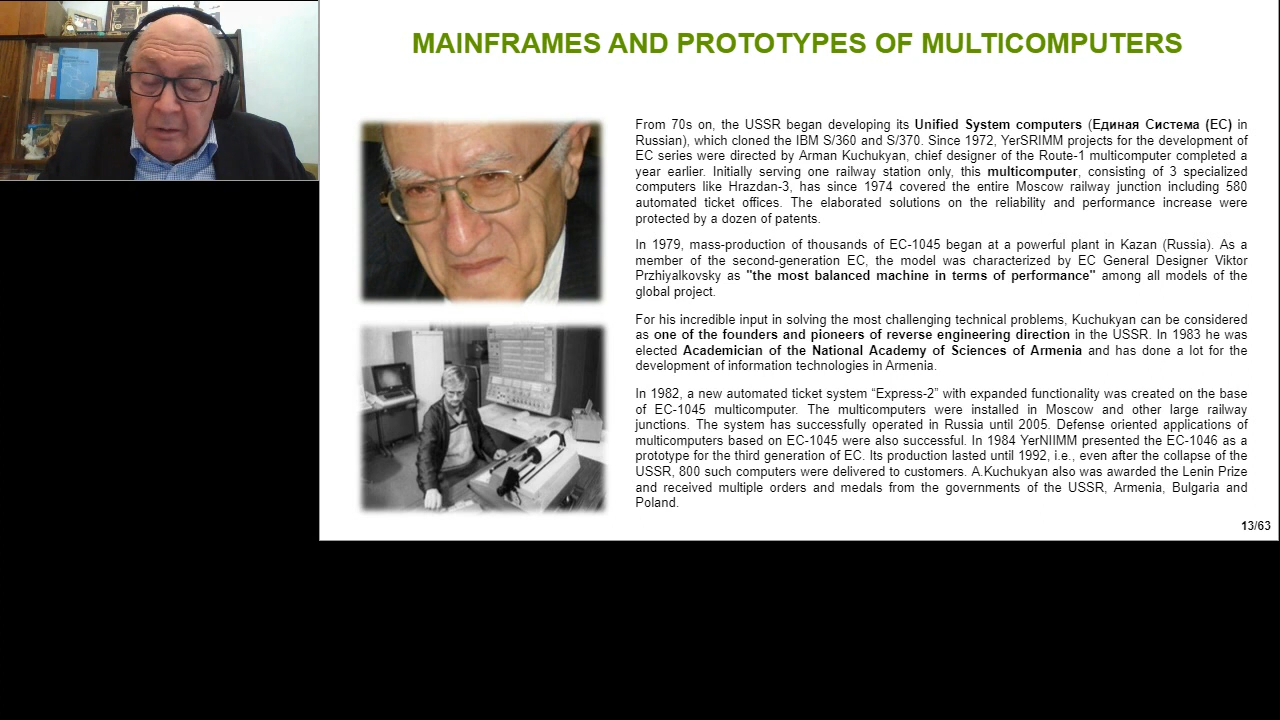 MAINFRAMES AND PROTOTYPES OF MULTICOMPUTERS
From 70s on, the USSR began developing its Unified System computers (Единая Система (ЕС) in
Russian), which cloned the IBM S/360 and S/370. Since 1972, YerSRIMM projects for the development of
EC series were directed by Arman Kuchukyan, chief designer of the Route-1 multicomputer completed a
year earlier. Initially serving one railway station only, this multicomputer, consisting of 3 specialized
computers like Hrazdan-3, has since 1974 covered the entire Moscow railway junction including 580
automated ticket offices. The elaborated solutions on the reliability and performance increase were
protected by a dozen of patents.
In 1979, mass-production of thousands of EC-1045 began at a powerful plant in Kazan (Russia). As a
member of the second-generation EC, the model was characterized by EC General Designer Viktor
Przhiyalkovsky as "the most balanced machine in terms of performance" among all models of the
global project.
For his incredible input in solving the most challenging technical problems, Kuchukyan can be considered
as one of the founders and pioneers of reverse engineering direction in the USSR. In 1983 he was
elected Academician of the National Academy of Sciences of Armenia and has done a lot for the
development of information technologies in Armenia.
In 1982, a new automated ticket system “Express-2” with expanded functionality was created on the base
of EC-1045 multicomputer. The multicomputers were installed in Moscow and other large railway
junctions. The system has successfully operated in Russia until 2005. Defense oriented applications of
multicomputers based on EC-1045 were also successful. In 1984 YerNIIMM presented the EC-1046 as a
prototype for the third generation of EC. Its production lasted until 1992, i.e., even after the collapse of the
USSR, 800 such computers were delivered to customers. A.Kuchukyan also was awarded the Lenin Prize
and received multiple orders and medals from the governments of the USSR, Armenia, Bulgaria and
Poland.
13/63